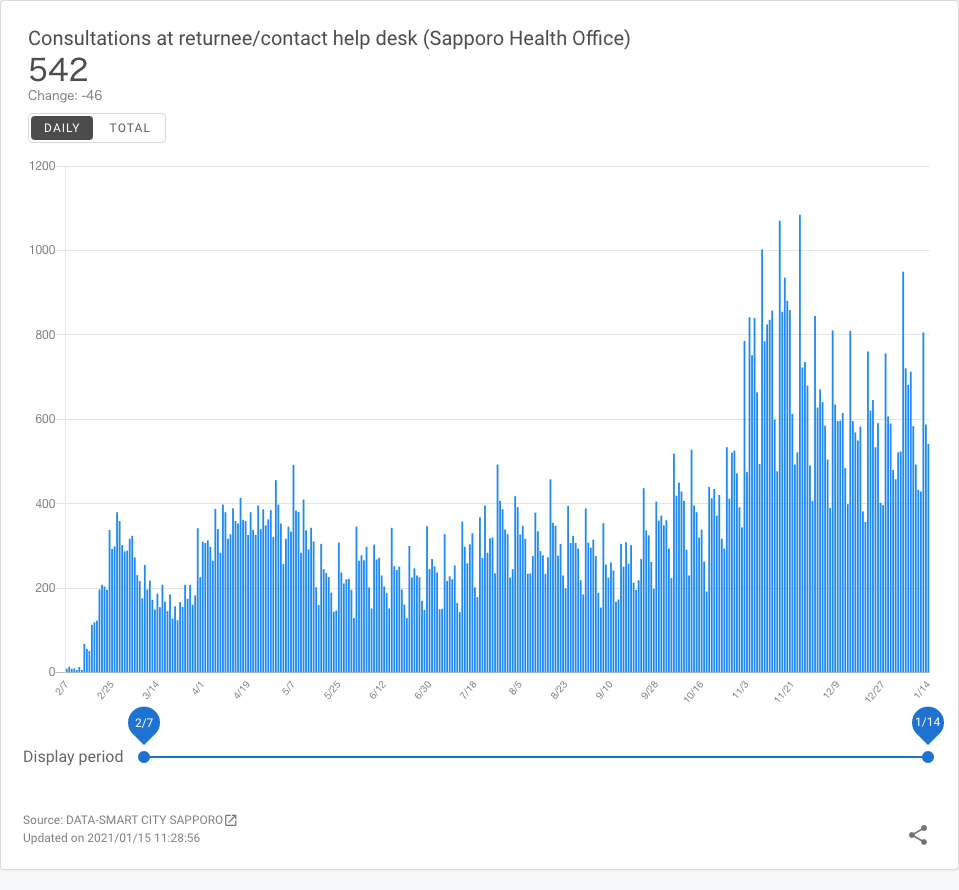 Consultations at returnee/contact help desk (Sapporo Health Office)
542
Change: -46
DAILY TOTAL
1200
1000
800
600
400
200
0
2/7 2/25 3/14 4/1 4/19 5/7 5/25 6/12 6/30 7/18 8/5 8/23 9/10 9/28 10/16 11/3 11/21 12/9 12/27 1/14
2/7 1/14
Display period
Source: DATA-SMART CITY SAPPORO
Updated on 2021/01/15 11:28:56